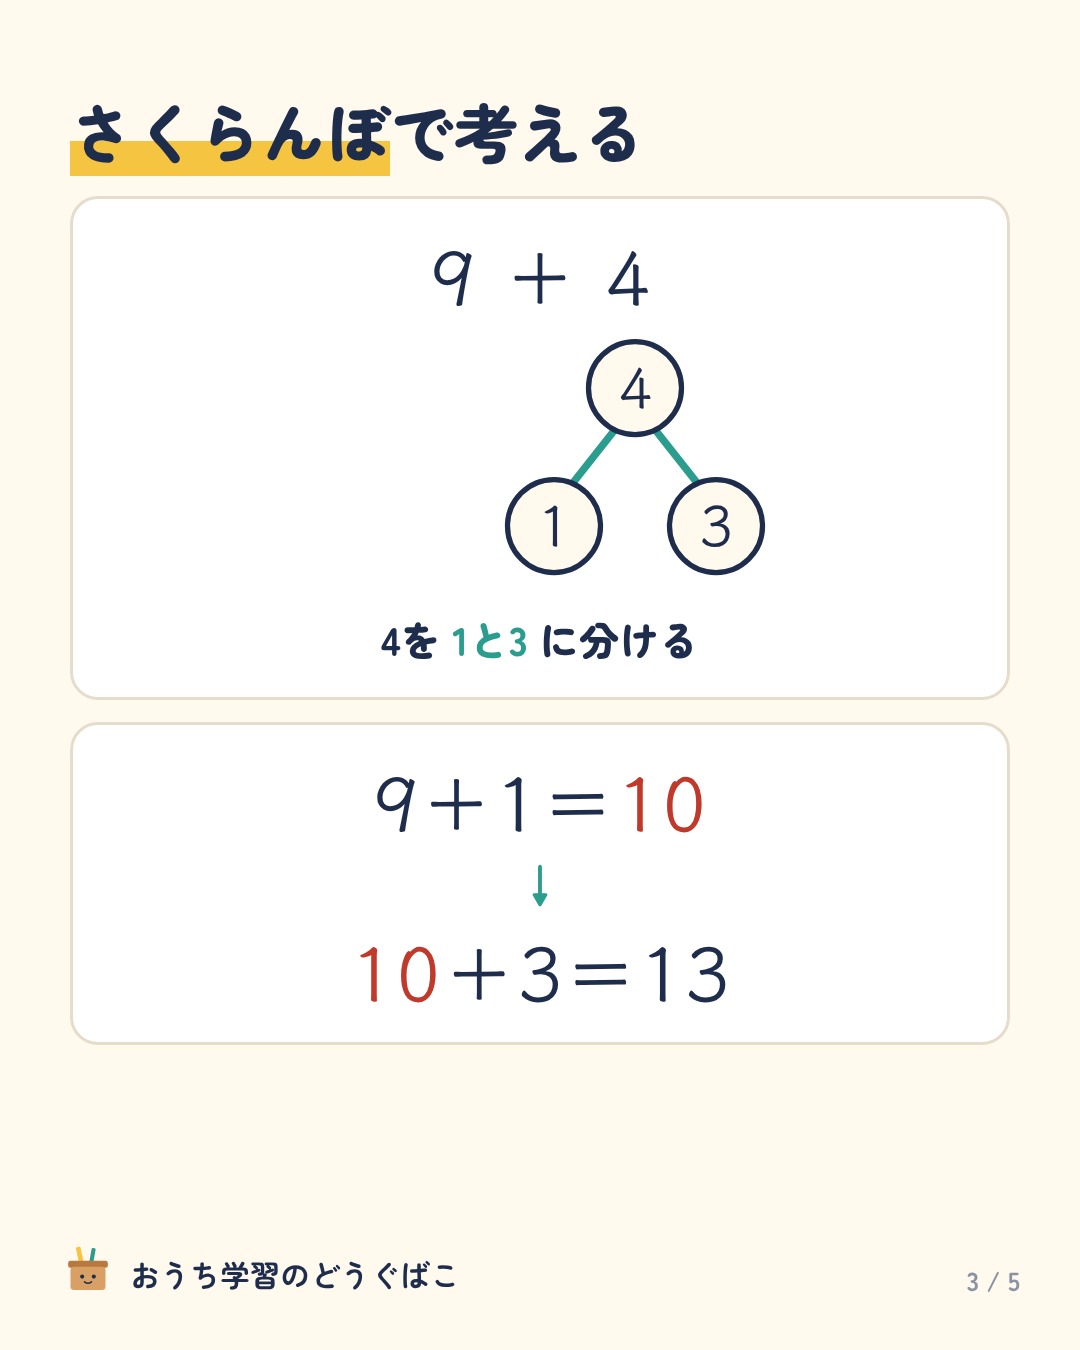 さくらんぼで考える
9 + 4
4
1 3
4を 1と3 に分ける
9+1=10
↓
10+3=13
おうち学習のどうぐばこ
3 / 5